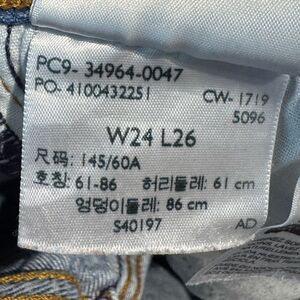 PC9- 34964-0047
PO- 4100432251 CW- 1719
5096
W24 L26
尺码: 145/60A
호칭: 61-86 허리둘레: 61 cm
엉덩이둘레: 86 cm
S40197 AD